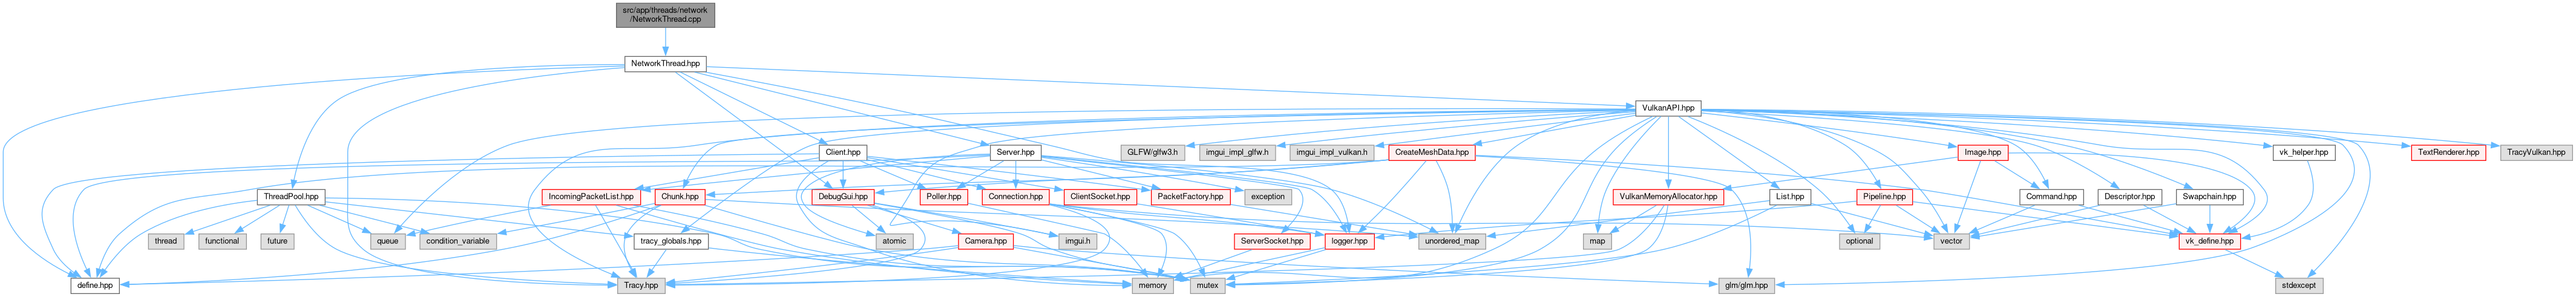 src/app/threads/network
/NetworkThread.cpp
NetworkThread.hpp
VulkanAPI.hpp
Client.hpp
Server.hpp
GLFW/glfw3.h
imgui_impl_glfw.h
imgui_impl_vulkan.h
CreateMeshData.hpp
Image.hpp
vk_helper.hpp
TextRenderer.hpp
TracyVulkan.hpp
ThreadPool.hpp
IncomingPacketList.hpp
Chunk.hpp
DebugGui.hpp
Poller.hpp
Connection.hpp
ClientSocket.hpp
PacketFactory.hpp
exception
VulkanMemoryAllocator.hpp
List.hpp
Pipeline.hpp
Command.hpp
Descriptor.hpp
Swapchain.hpp
thread
functional
future
queue
condition_variable
tracy_globals.hpp
atomic
Camera.hpp
imgui.h
ServerSocket.hpp
logger.hpp
unordered_map
map
optional
vector
vk_define.hpp
define.hpp
Tracy.hpp
memory
mutex
glm/glm.hpp
stdexcept